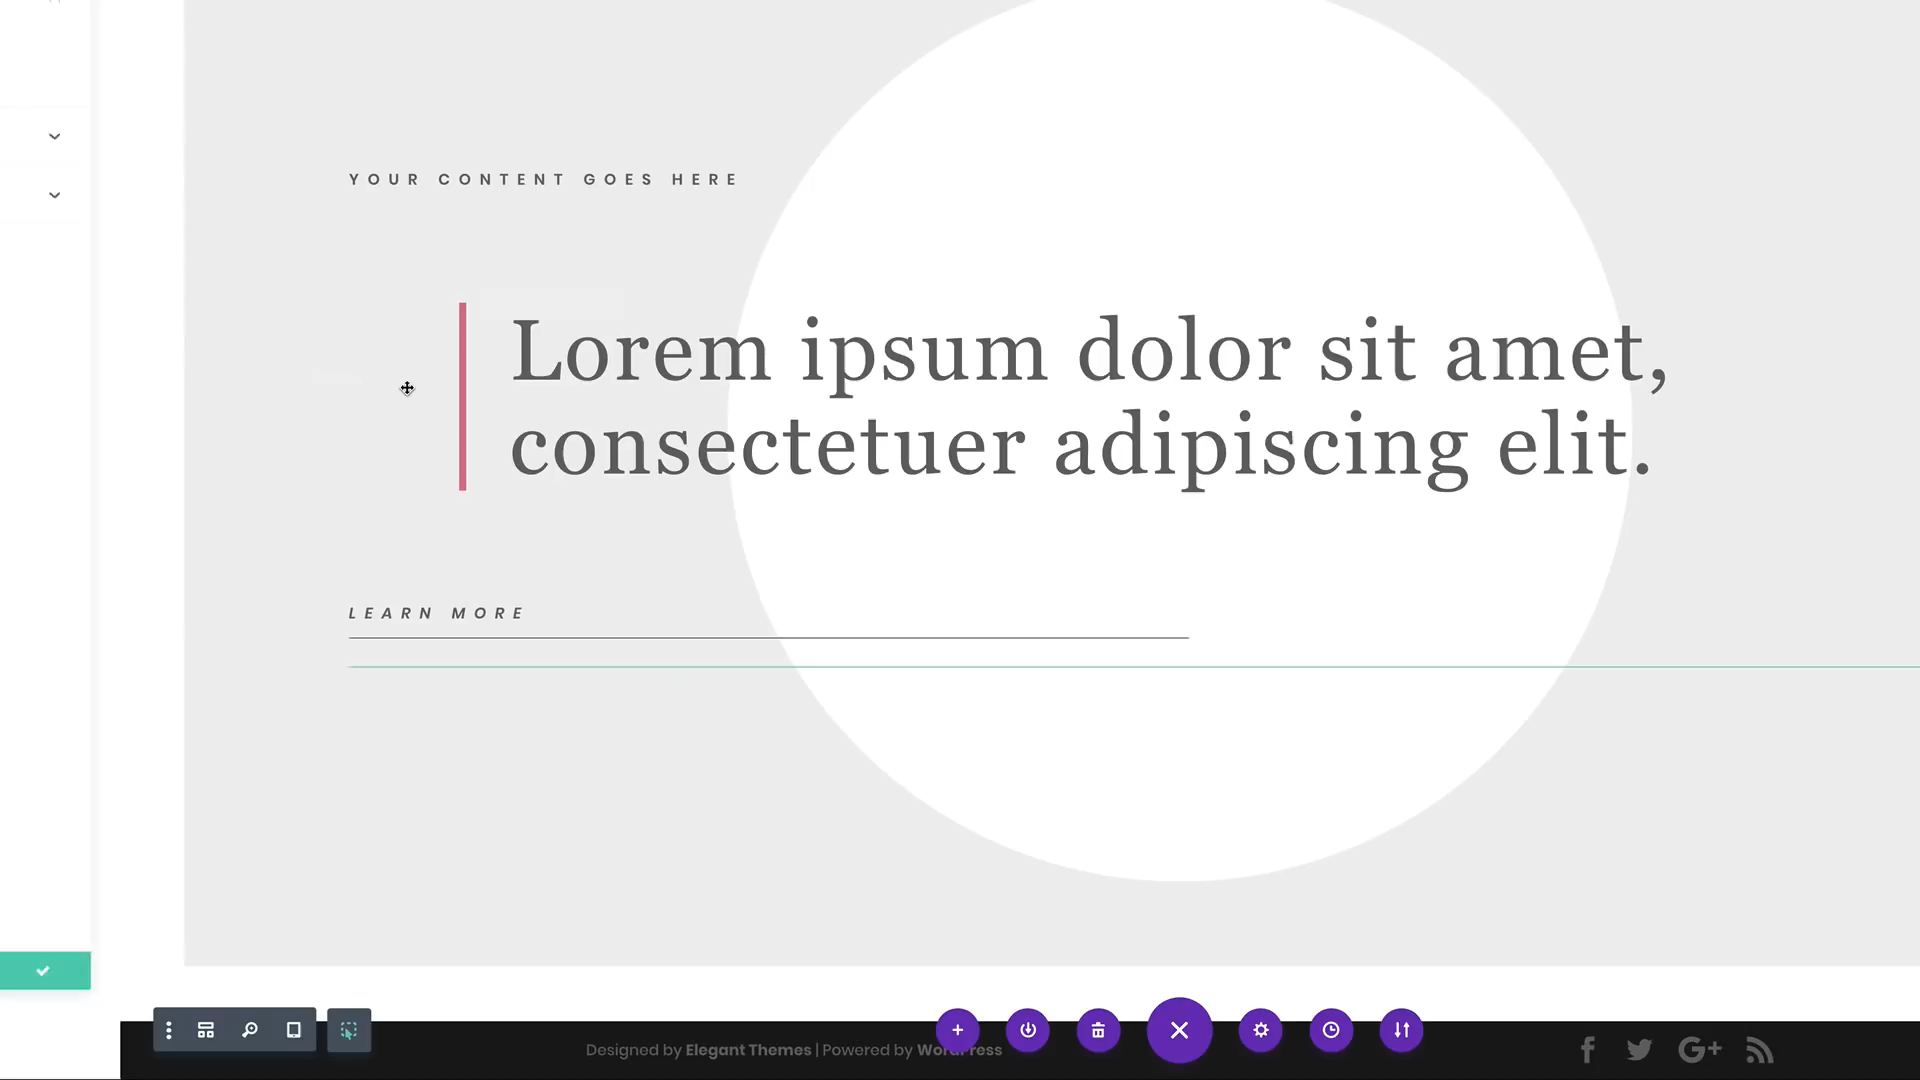 YOUR CONTENT GOES HERE
Lorem ipsum dolor sit amet,
consectetuer adipiscing elit.
LEARN MORE
Designed by Elegant Themes | Powered by WordPress